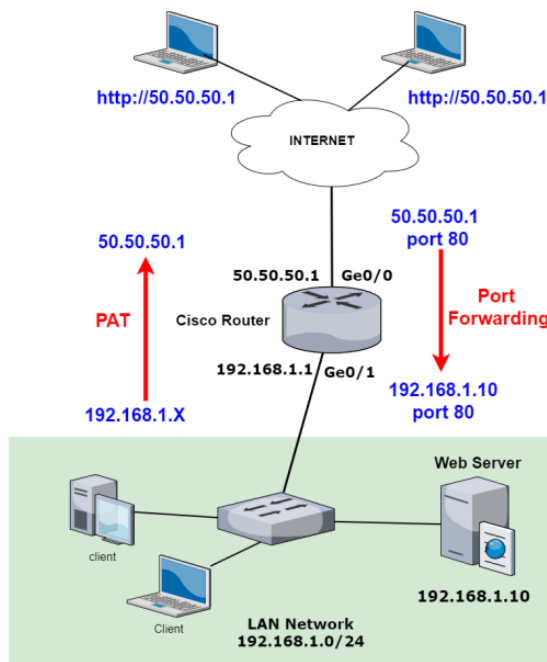 http://50.50.50.1
http://50.50.50.1
INTERNET
50.50.50.1
50.50.50.1
port 80
50.50.50.1 Ge0/0
PAT
Cisco Router
Port
Forwarding
192.168.1.1 Ge0/1
192.168.1.X
192.168.1.10
port 80
Web Server
client
Client
192.168.1.10
LAN Network
192.168.1.0/24